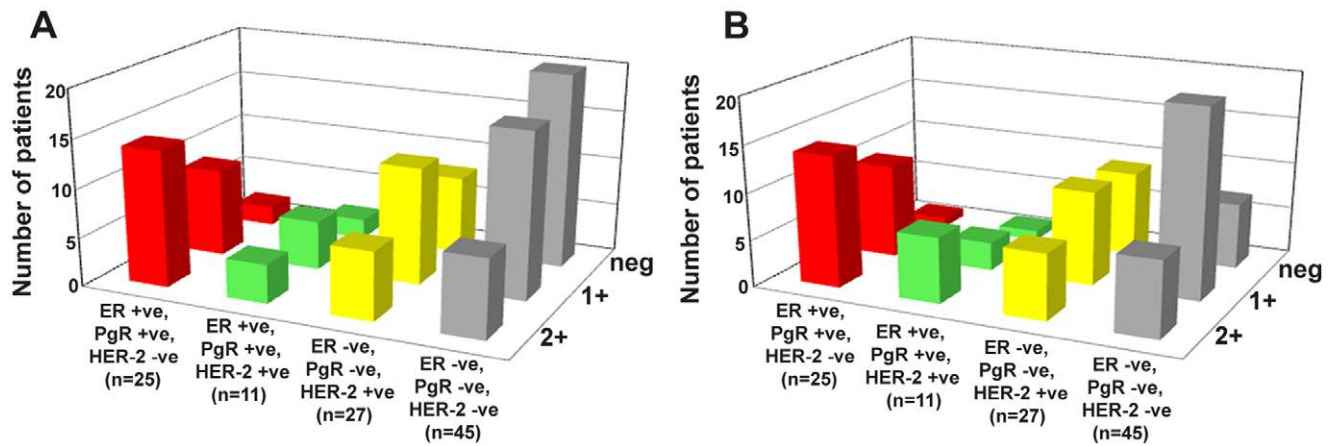 A
Number of patients
20
15
10
5
0
ER +ve,
PgR +ve,
HER-2 -ve
(n=25)
ER +ve,
PgR +ve,
HER-2 +ve
(n=11)
ER -ve,
PgR -ve,
HER-2 +ve
(n=27)
ER -ve,
PgR -ve,
HER-2 -ve
(n=45)
2+
1+
neg
B
Number of patients
20
15
10
5
0
ER +ve,
PgR +ve,
HER-2 -ve
(n=25)
ER +ve,
PgR +ve,
HER-2 +ve
(n=11)
ER -ve,
PgR -ve,
HER-2 +ve
(n=27)
ER -ve,
PgR -ve,
HER-2 -ve
(n=45)
2+
1+
neg